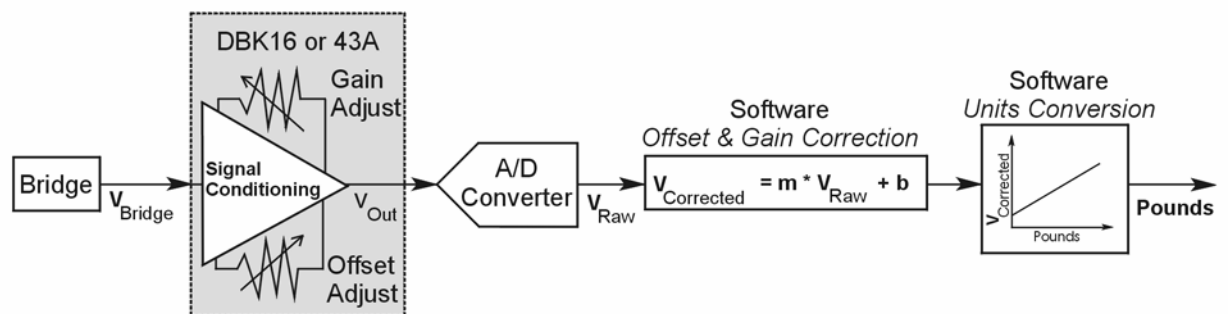 DBK16 or 43A
Gain
Adjust
Signal
Conditioning
Offset
Adjust
Bridge
V Bridge
V Out
A/D
Converter
V Raw
Software
Offset & Gain Correction
V Corrected = m * V Raw + b
Software
Units Conversion
V Corrected
Pounds
Pounds